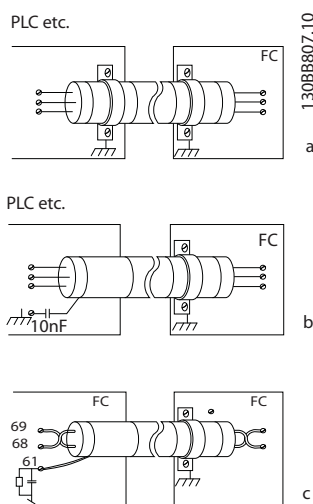 PLC etc.
FC
130BB807.10
a
PLC etc.
FC
10nF
b
FC
FC
69
68
61
c